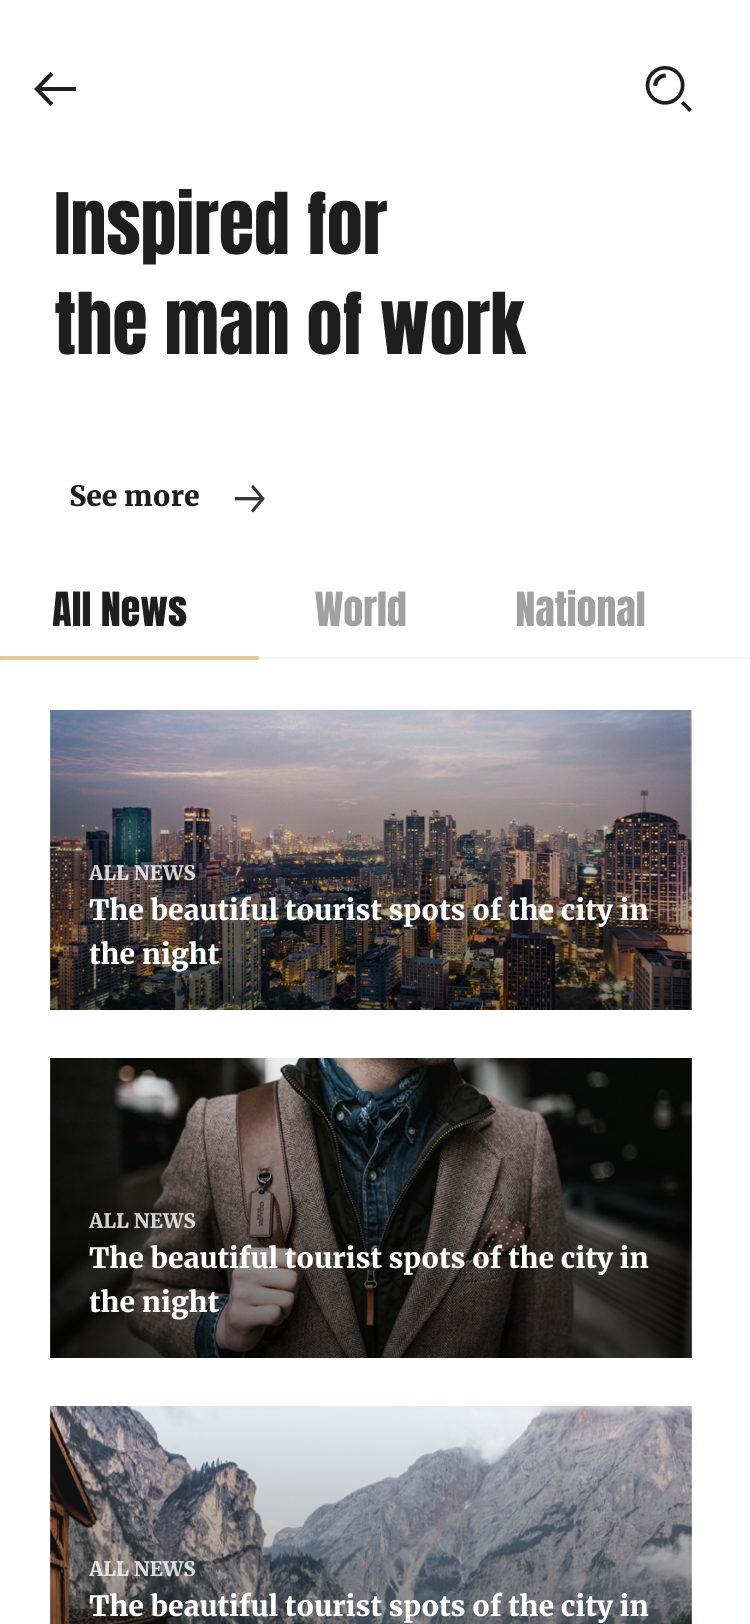 Inspired for
the man of work
See more
All News World National
ALL NEWS
The beautiful tourist spots of the city in
the night
ALL NEWS
The beautiful tourist spots of the city in
the night
ALL NEWS
The beautiful tourist spots of the city in